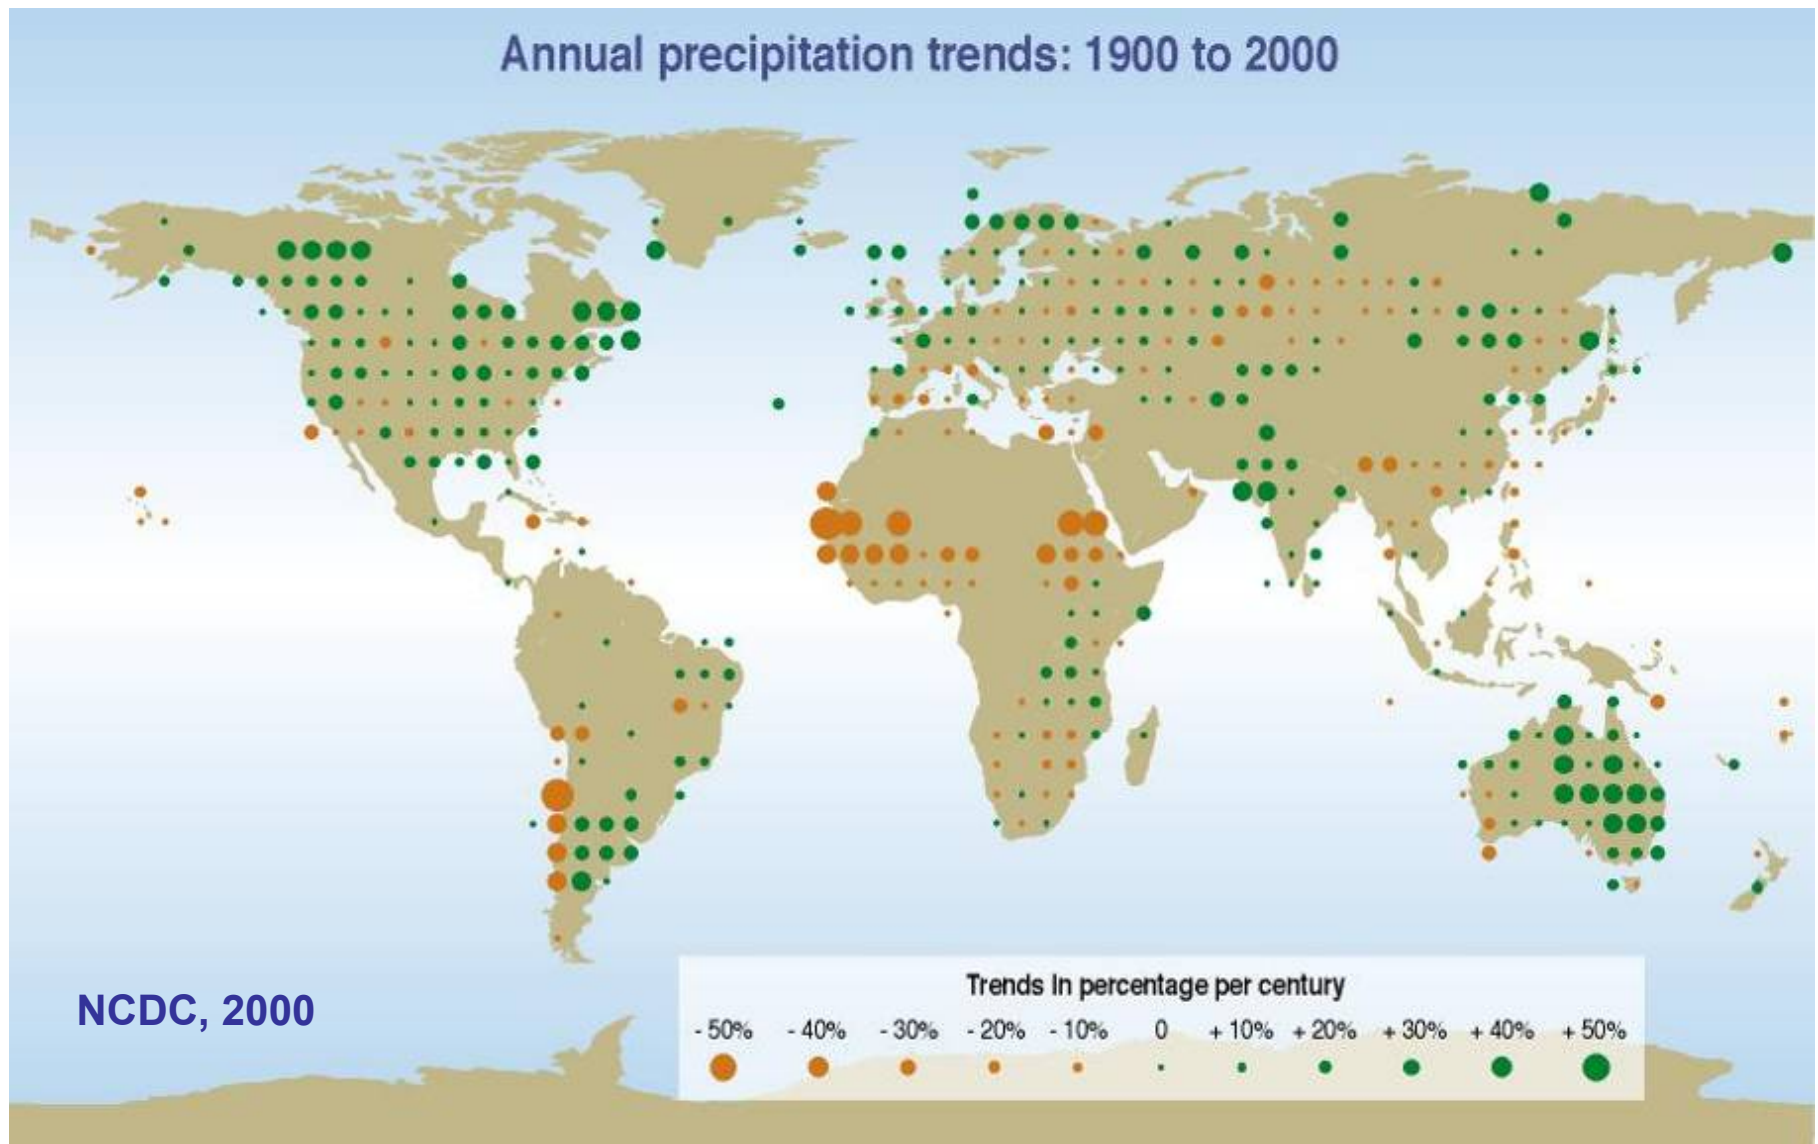 Annual precipitation trends: 1900 to 2000
NCDC, 2000
Trends In percentage per century
- 50% - 40% - 30% - 20% - 10% 0 + 10% + 20% + 30% + 40% + 50%